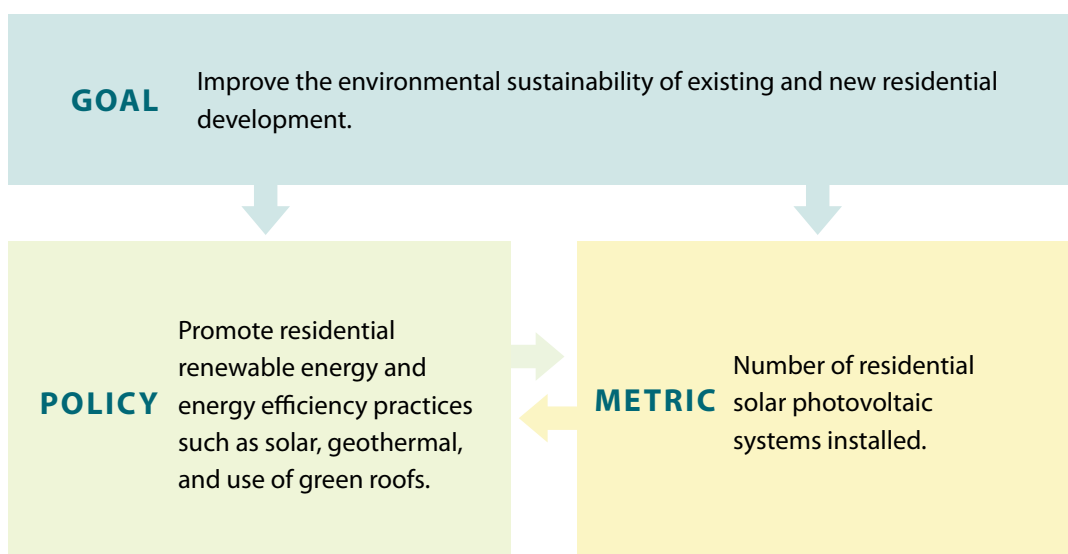 GOAL
Improve the environmental sustainability of existing and new residential
development.
POLICY
Promote residential
renewable energy and
energy efficiency practices
such as solar, geothermal,
and use of green roofs.
METRIC
Number of residential
solar photovoltaic
systems installed.